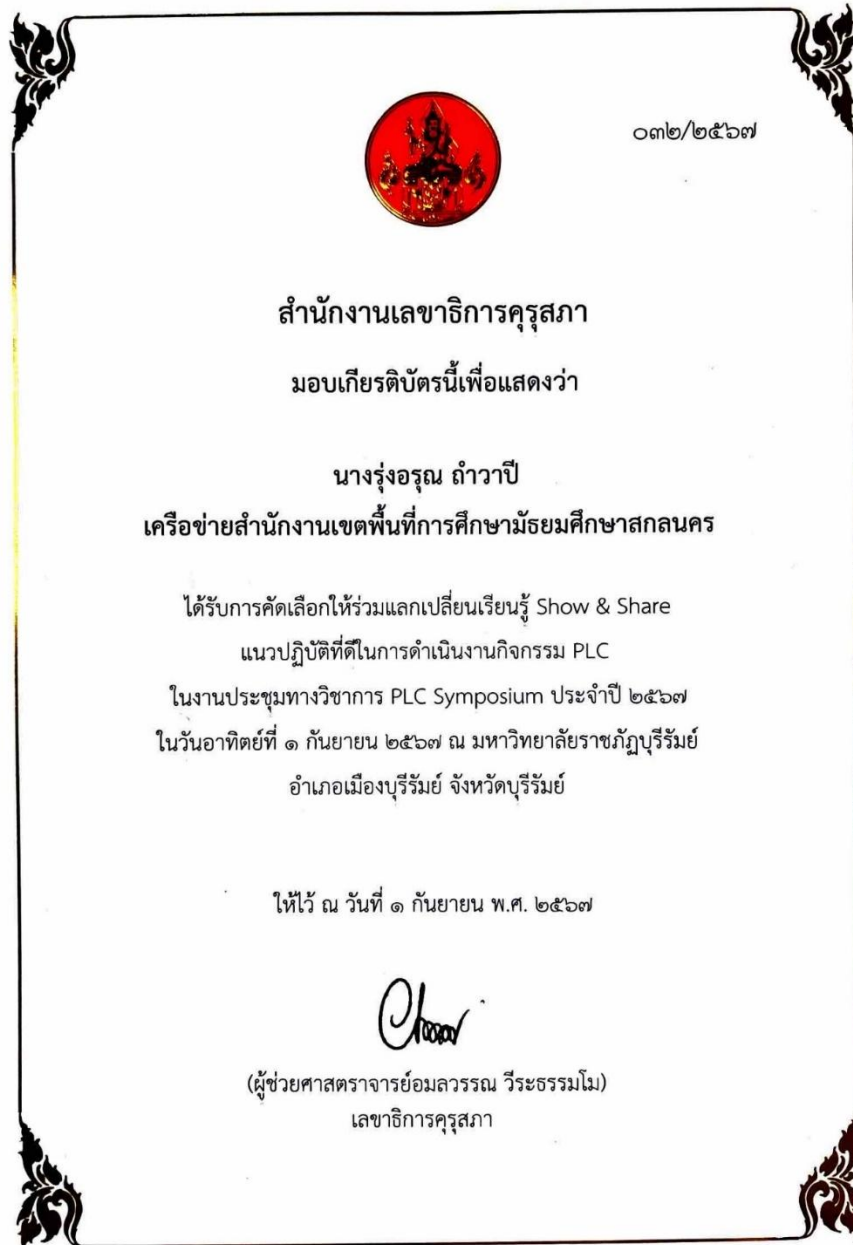 ๐๓๒/๒๕๖๗
สำนักงานเลขาธิการคุรุสภา
มอบเกียรติบัตรนี้เพื่อแสดงว่า
นางรุ่งอรุณ ถำวาปี
เครือข่ายสำนักงานเขตพื้นที่การศึกษามัธยมศึกษาสกลนคร
ได้รับการคัดเลือกให้ร่วมแลกเปลี่ยนเรียนรู้ Show & Share
แนวปฏิบัติที่ดีในการดำเนินงานกิจกรรม PLC
ในงานประชุมทางวิชาการ PLC Symposium ประจำปี ๒๕๖๗
ในวันอาทิตย์ที่ ๑ กันยายน ๒๕๖๗ ณ มหาวิทยาลัยราชภัฏบุรีรัมย์
อำเภอเมืองบุรีรัมย์ จังหวัดบุรีรัมย์
ให้ไว้ ณ วันที่ ๑ กันยายน พ.ศ. ๒๕๖๗
(ผู้ช่วยศาสตราจารย์อมลวรรณ วีระธรรมโม)
เลขาธิการคุรุสภา